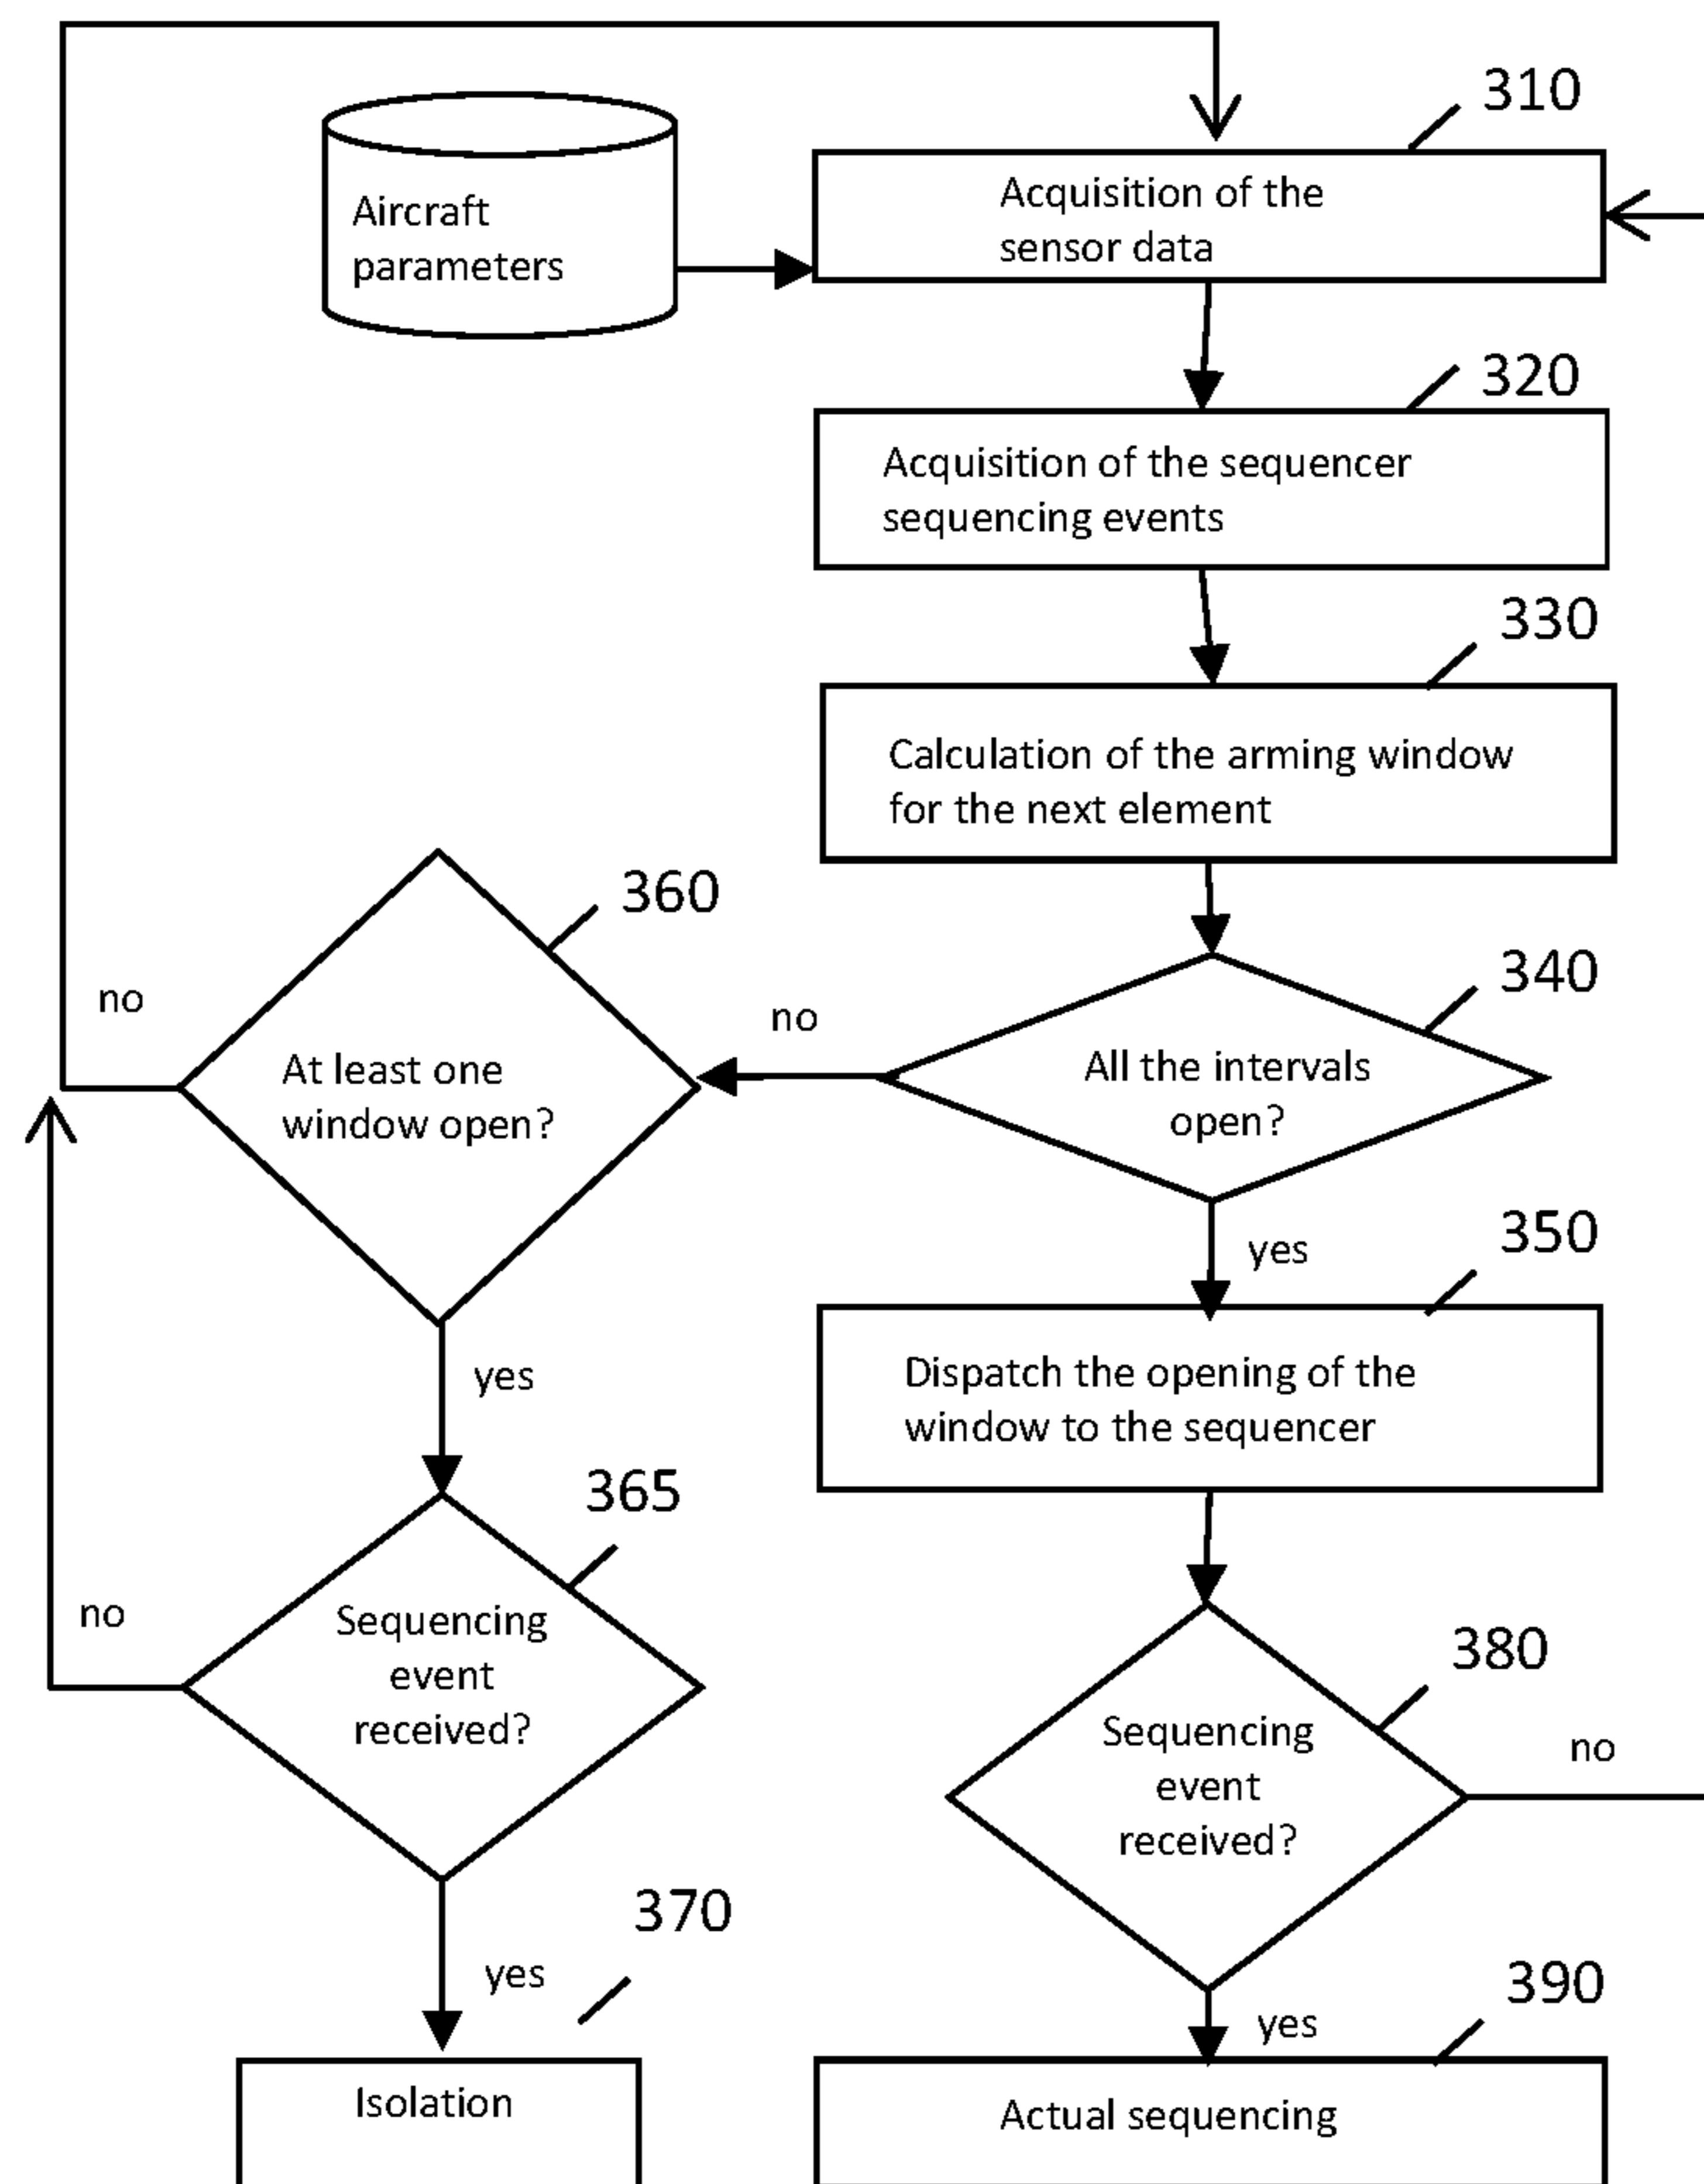 310
Aircraft
parameters
Acquisition of the
sensor data
320
Acquisition of the sequencer
sequencing events
330
Calculation of the arming window
for the next element
360
340
no
no
At least one
window open?
All the intervals
open?
350
yes
Dispatch the opening of the
window to the sequencer
yes
365
no
Sequencing
event
received?
380
Sequencing
event
received?
no
370
yes
390
yes
Isolation
Actual sequencing